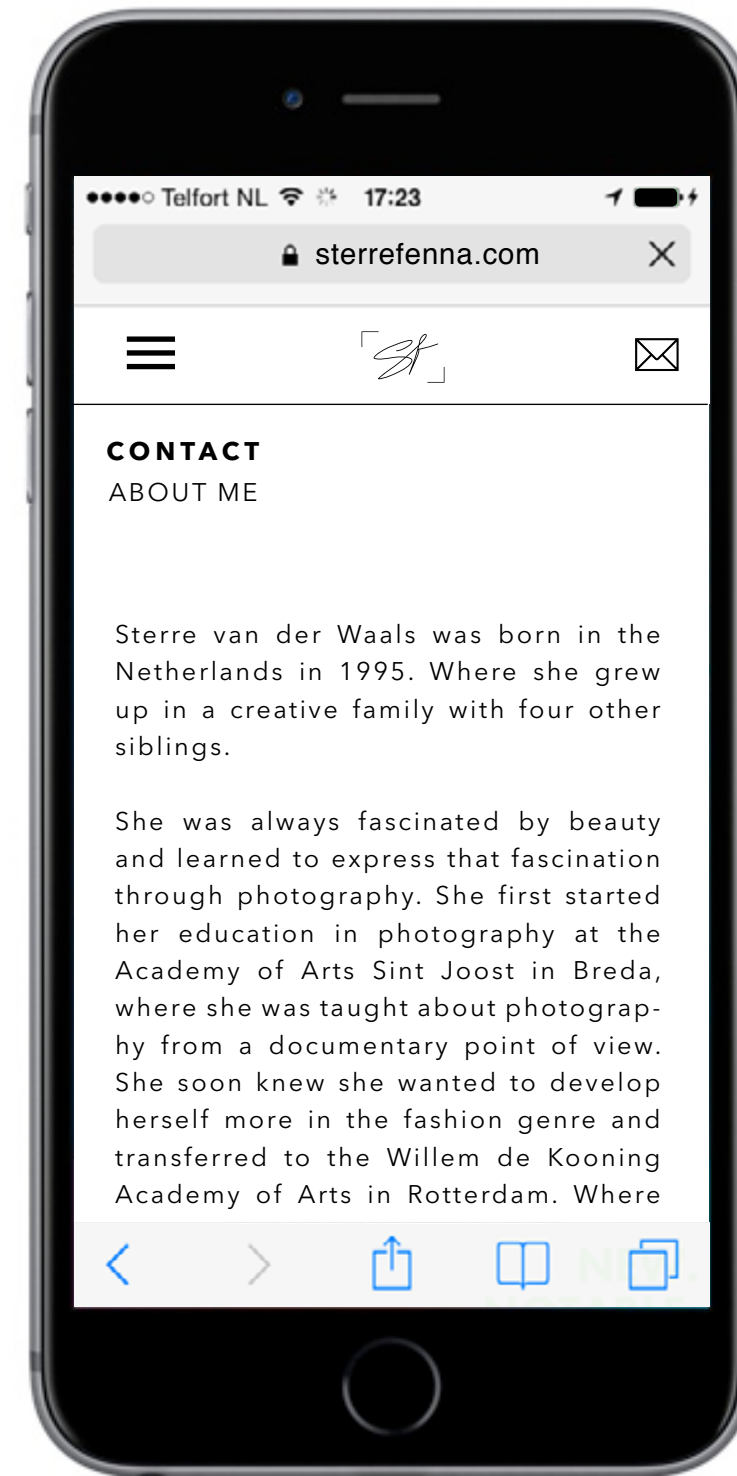 Telfort NL 17:23
sterrefenna.com
St
CONTACT
ABOUT ME
Sterre van der Waals was born in the
Netherlands in 1995. Where she grew
up in a creative family with four other
siblings.
She was always fascinated by beauty
and learned to express that fascination
through photography. She first started
her education in photography at the
Academy of Arts Sint Joost in Breda,
where she was taught about photograp-
hy from a documentary point of view.
She soon knew she wanted to develop
herself more in the fashion genre and
transferred to the Willem de Kooning
Academy of Arts in Rotterdam. Where